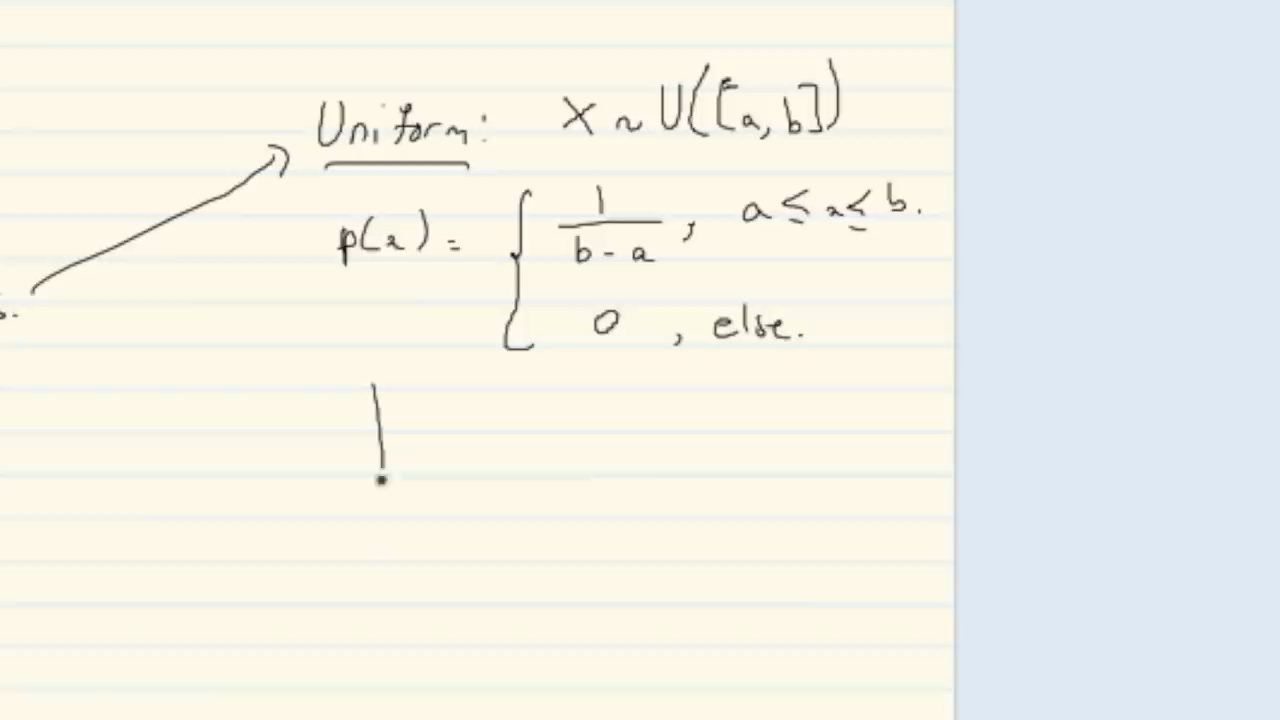 Uniform: X ~ U([a, b])
p(x) = { 1/(b - a), a ≤ x ≤ b.
0, else.